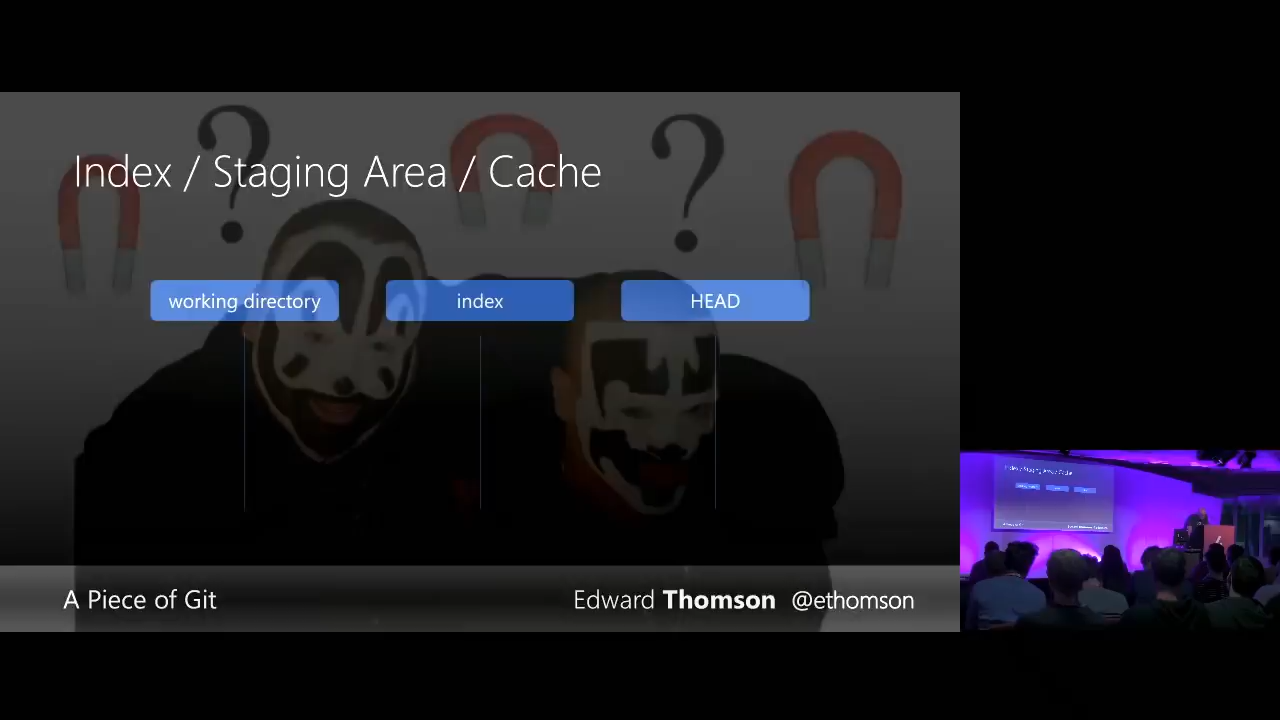 Index / Staging Area / Cache
working directory
index
HEAD
A Piece of Git
Edward Thomson @ethomson